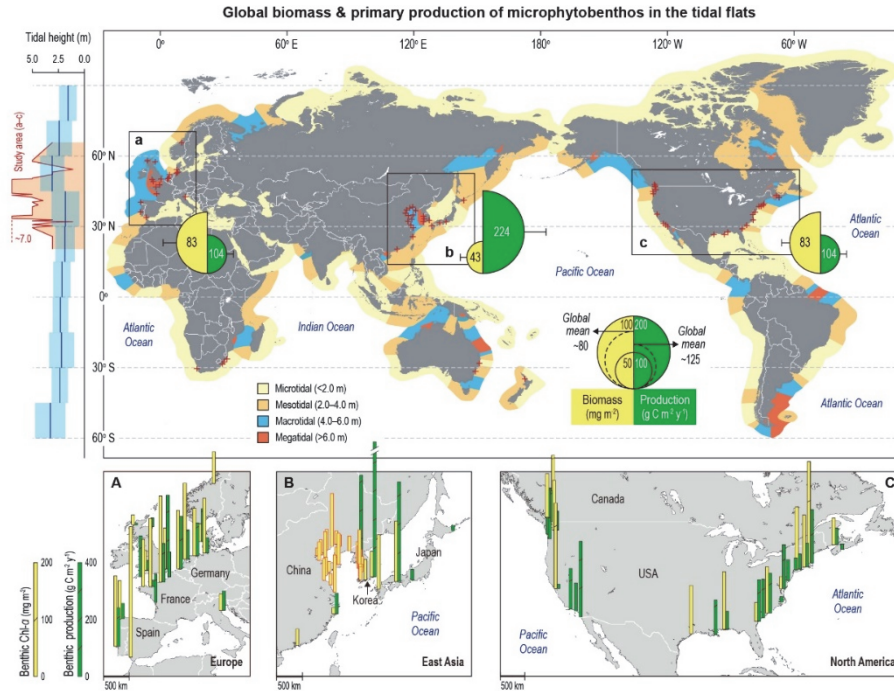 Global biomass & primary production of microphytobenthos in the tidal flats
Tidal height (m)
0° 60° E 120° E 180° 120° W 60° W
5.0 2.5 0.0
Study area (a–c)
~7.0
60° N
30° N
0°
30° S
60° S
a
b
c
83
104
224
43
83
104
Atlantic
Ocean
Indian Ocean
Pacific Ocean
Atlantic
Ocean
Atlantic Ocean
Microtidal (<2.0 m)
Mesotidal (2.0–4.0 m)
Macrotidal (4.0–6.0 m)
Megatidal (>6.0 m)
Global
mean
~80
100 200
50 100
Global
mean
~125
Biomass
(mg m⁻²)
Production
(g C m⁻² y⁻¹)
Benthic Chl-α (mg m⁻²)
200
100
0
Benthic production (g C m⁻² y⁻¹)
400
200
0
A
Germany
France
Spain
500 km
Europe
B
China
Korea
Japan
Pacific
Ocean
500 km
East Asia
C
Canada
USA
Pacific
Ocean
Atlantic
Ocean
500 km
North America